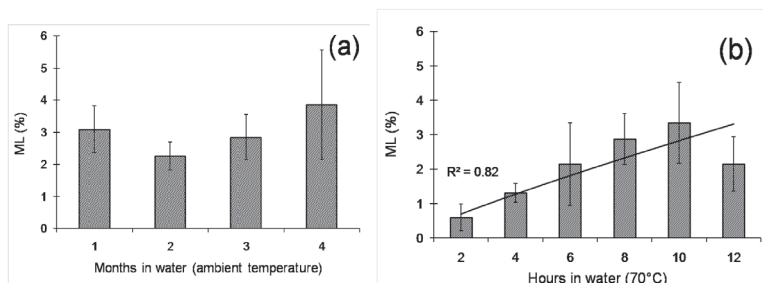 (a)
ML (%)
6
5
4
3
2
1
0
1 2 3 4
Months in water (ambient temperature)
(b)
ML (%)
6
5
4
3
2
1
0
R² = 0.82
2 4 6 8 10 12
Hours in water (70°C)